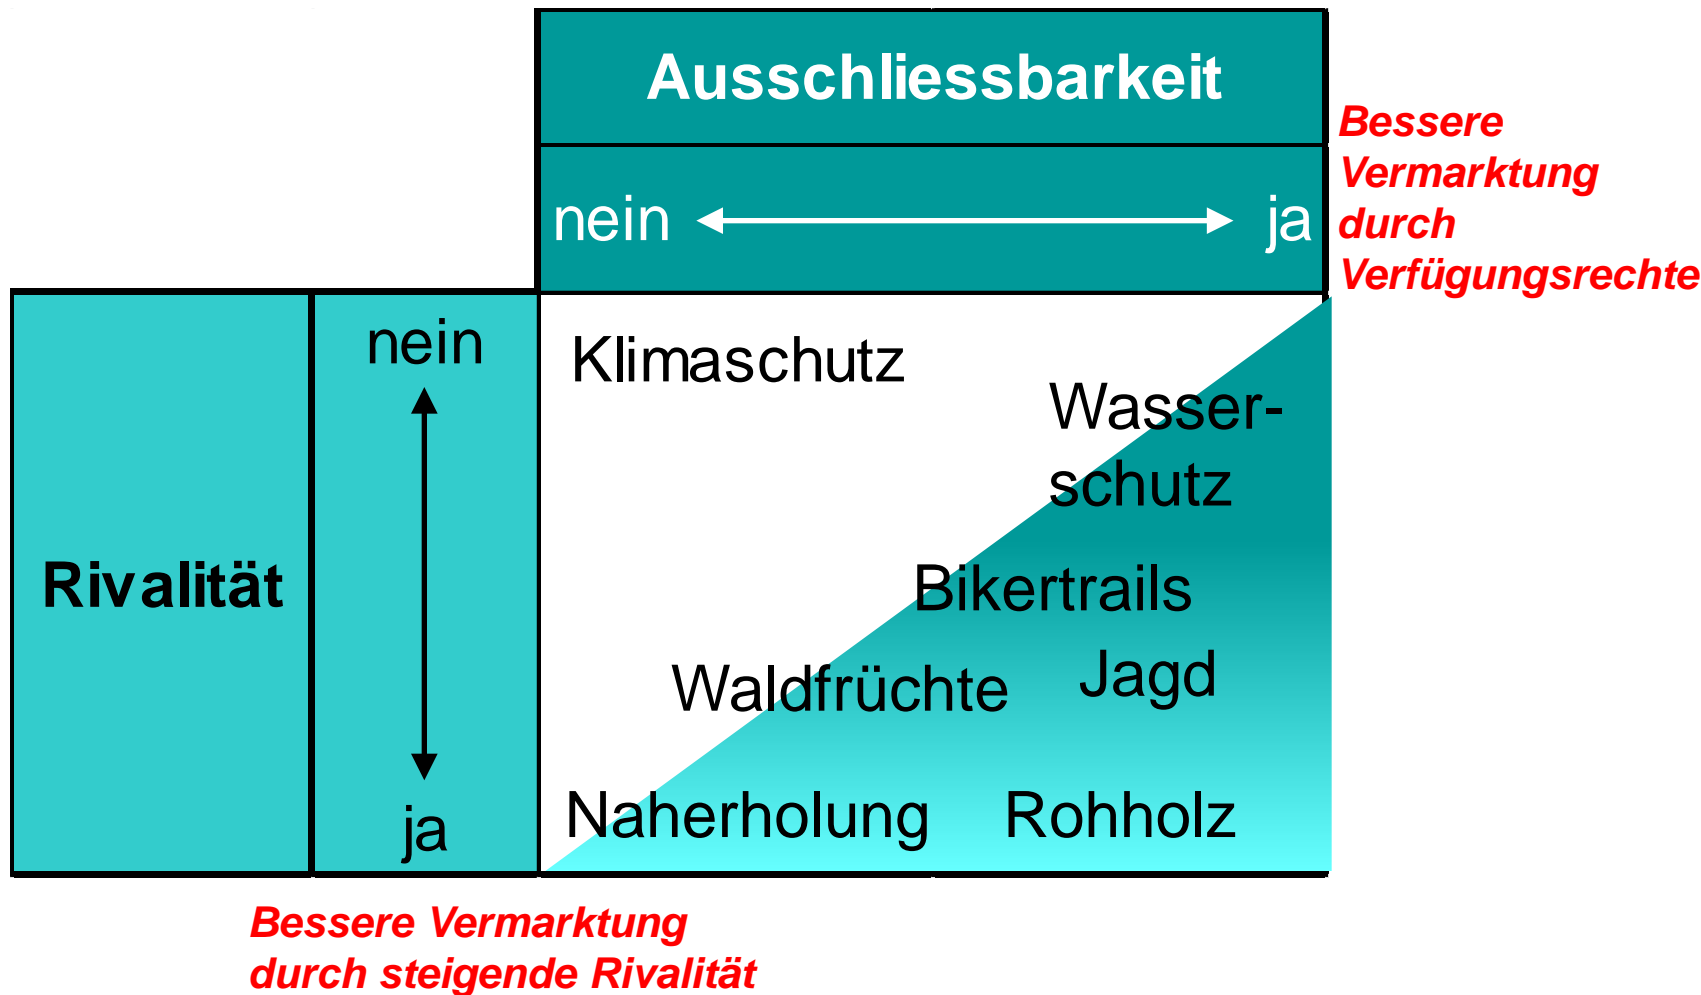 Ausschliessbarkeit
Bessere
Vermarktung
durch
Verfügungsrechte
nein ja
nein
Klimaschutz
Wasser-
schutz
Rivalität
Bikertrails
Waldfrüchte Jagd
ja
Naherholung Rohholz
Bessere Vermarktung
durch steigende Rivalität